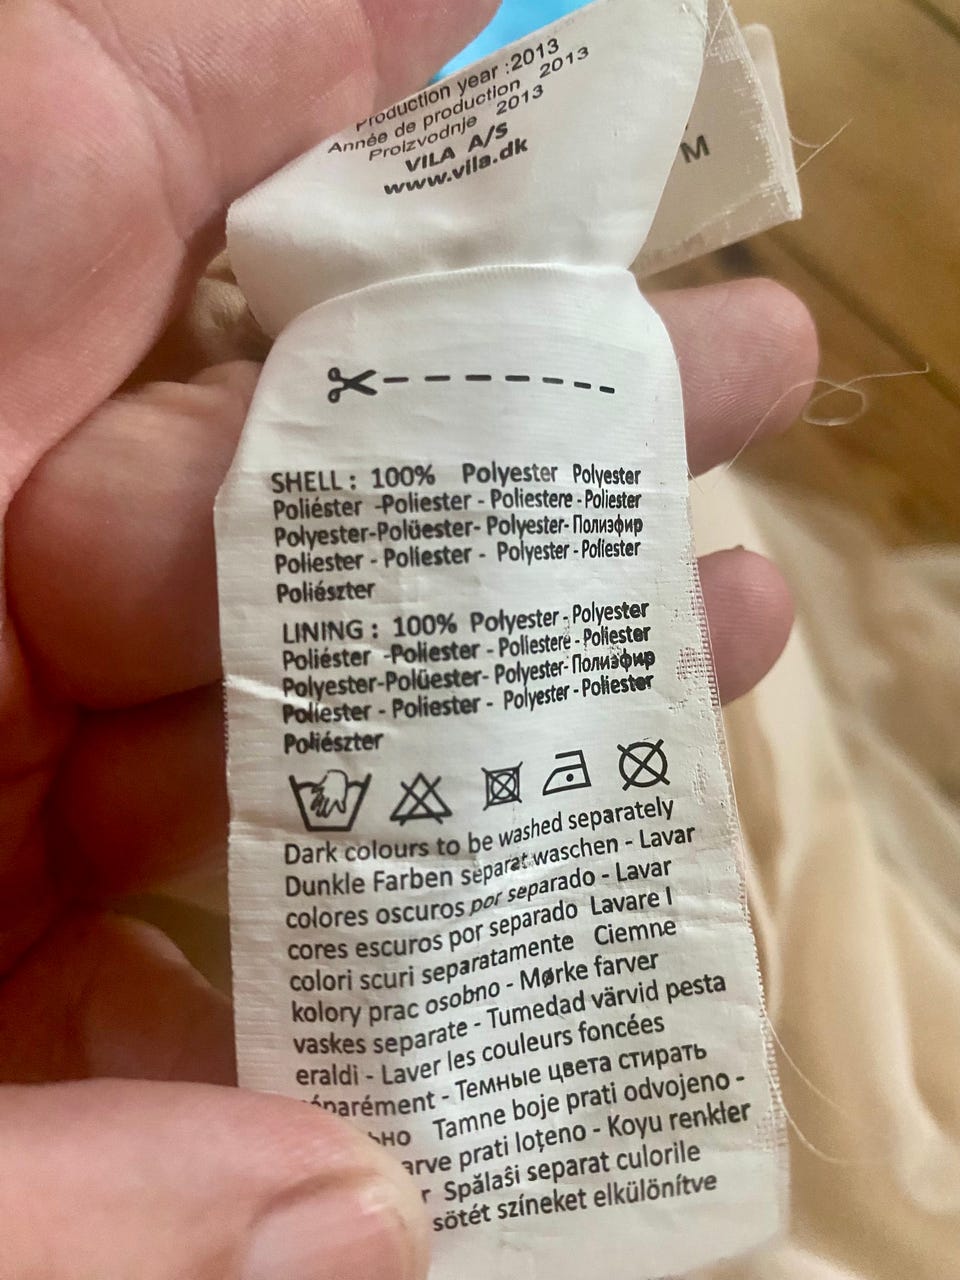 Production year :2013
Année de production 2013
Proizvodnje 2013
VILA A/S
www.vila.dk
M
SHELL : 100% Polyester Polyester
Poliéster -Poliester - Poliestere - Poliester
Polyester-Polüester- Polyester- Полиэфир
Poliester - Poliester - Polyester - Poliester
Poliészter
LINING : 100% Polyester - Polyester
Poliéster -Poliester - Poliestere - Poliester
Polyester-Polüester- Polyester- Полиэфир
Poliester - Poliester - Polyester - Poliester
Poliészter
Dark colours to be washed separately
Dunkle Farben separat waschen - Lavar
colores oscuros por separado - Lavar
cores escuros por separado Lavare I
colori scuri separatamente Ciemne
kolory prac osobno - Mørke farver
vaskes separate - Tumedad värvid pesta
eraldi - Laver les couleurs foncées
séparément - Темные цвета стирать
ьно Tamne boje prati odvojeno -
arve prati loţeno - Koyu renkler
r Spălaŝi separat culorile
sötét színeket elkülönítve